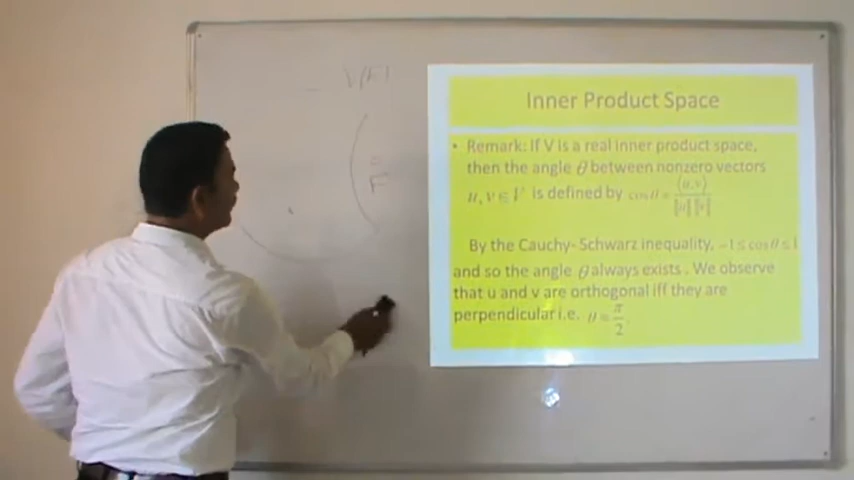 V(F)
Inner Product Space
• Remark: If V is a real inner product space,
then the angle θ between nonzero vectors
u, v ∈ V is defined by cosθ = ⟨u,v⟩ / ‖u‖ ‖v‖
By the Cauchy- Schwarz inequality, -1 ≤ cosθ ≤ 1
and so the angle θ always exists . We observe
that u and v are orthogonal iff they are
perpendicular i.e. θ = π/2